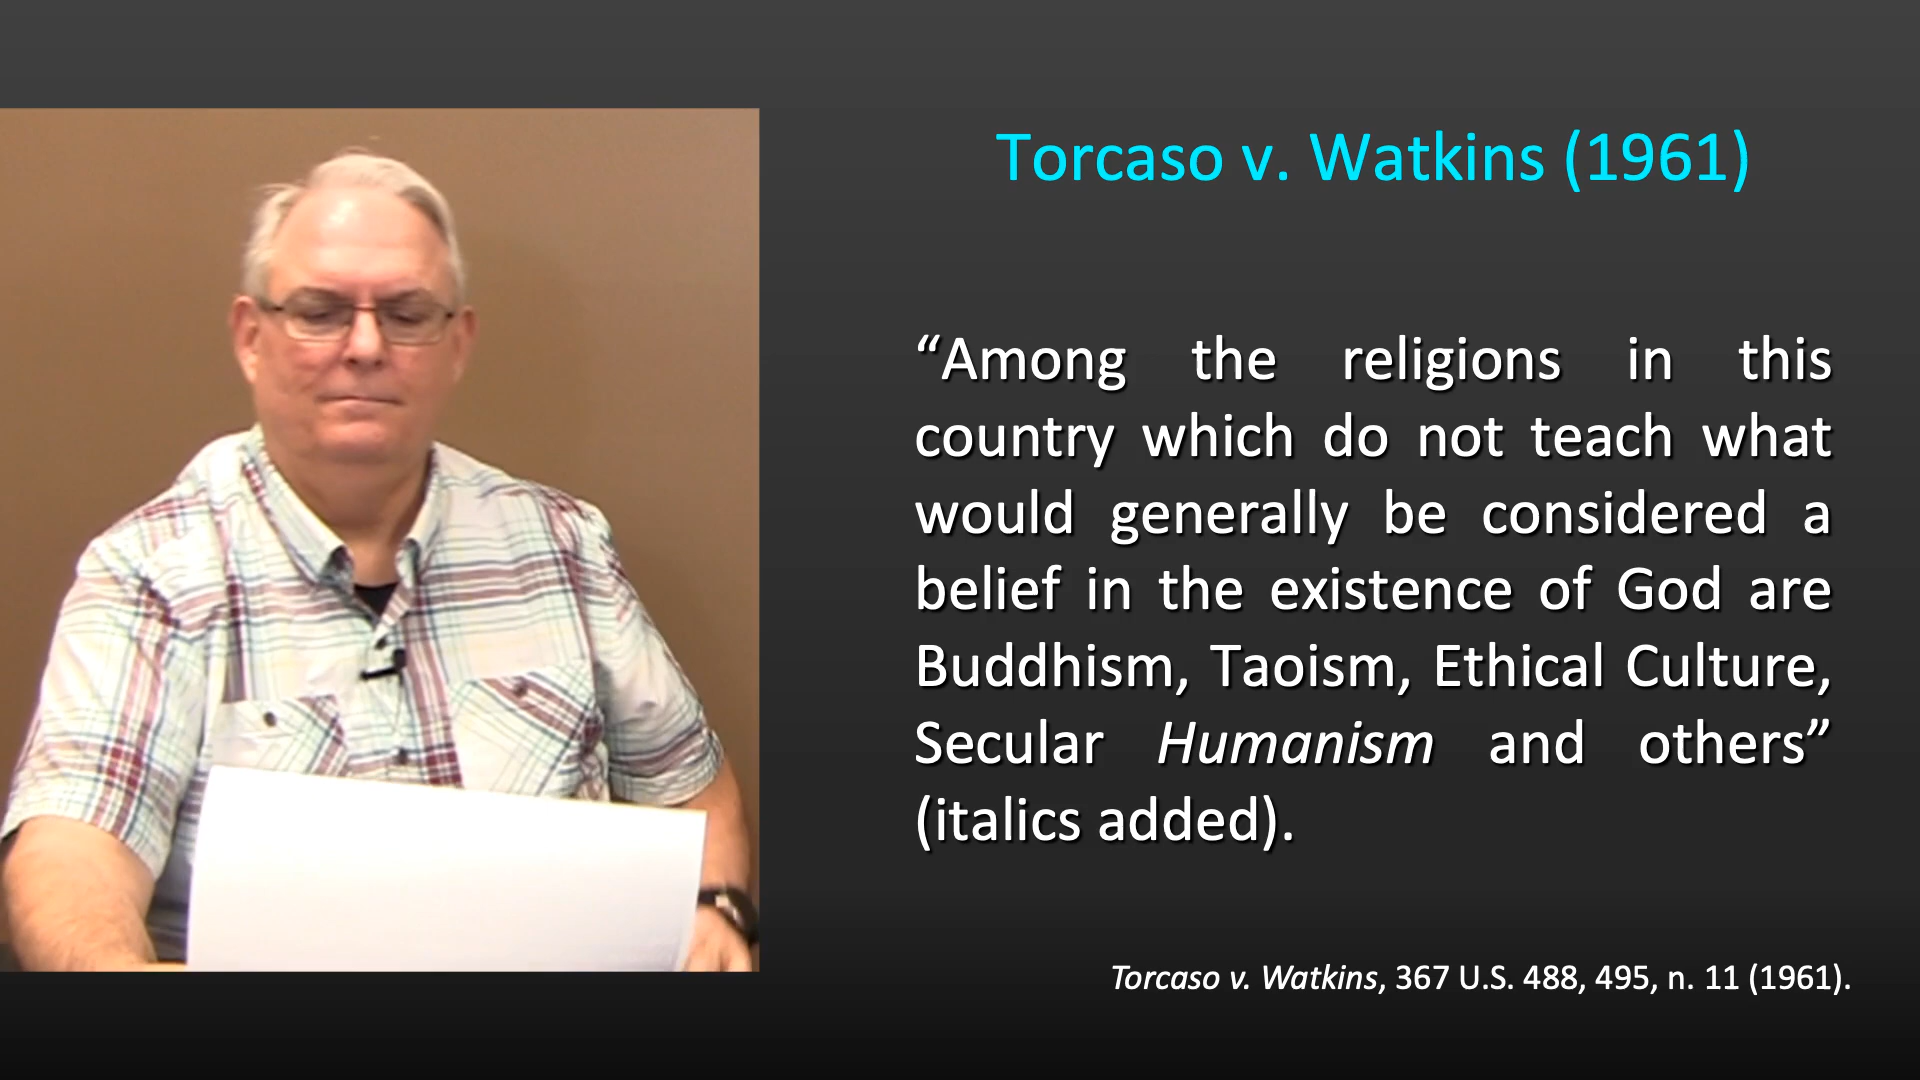 Torcaso v. Watkins (1961)
“Among the religions in this
country which do not teach what
would generally be considered a
belief in the existence of God are
Buddhism, Taoism, Ethical Culture,
Secular Humanism and others”
(italics added).
Torcaso v. Watkins, 367 U.S. 488, 495, n. 11 (1961).